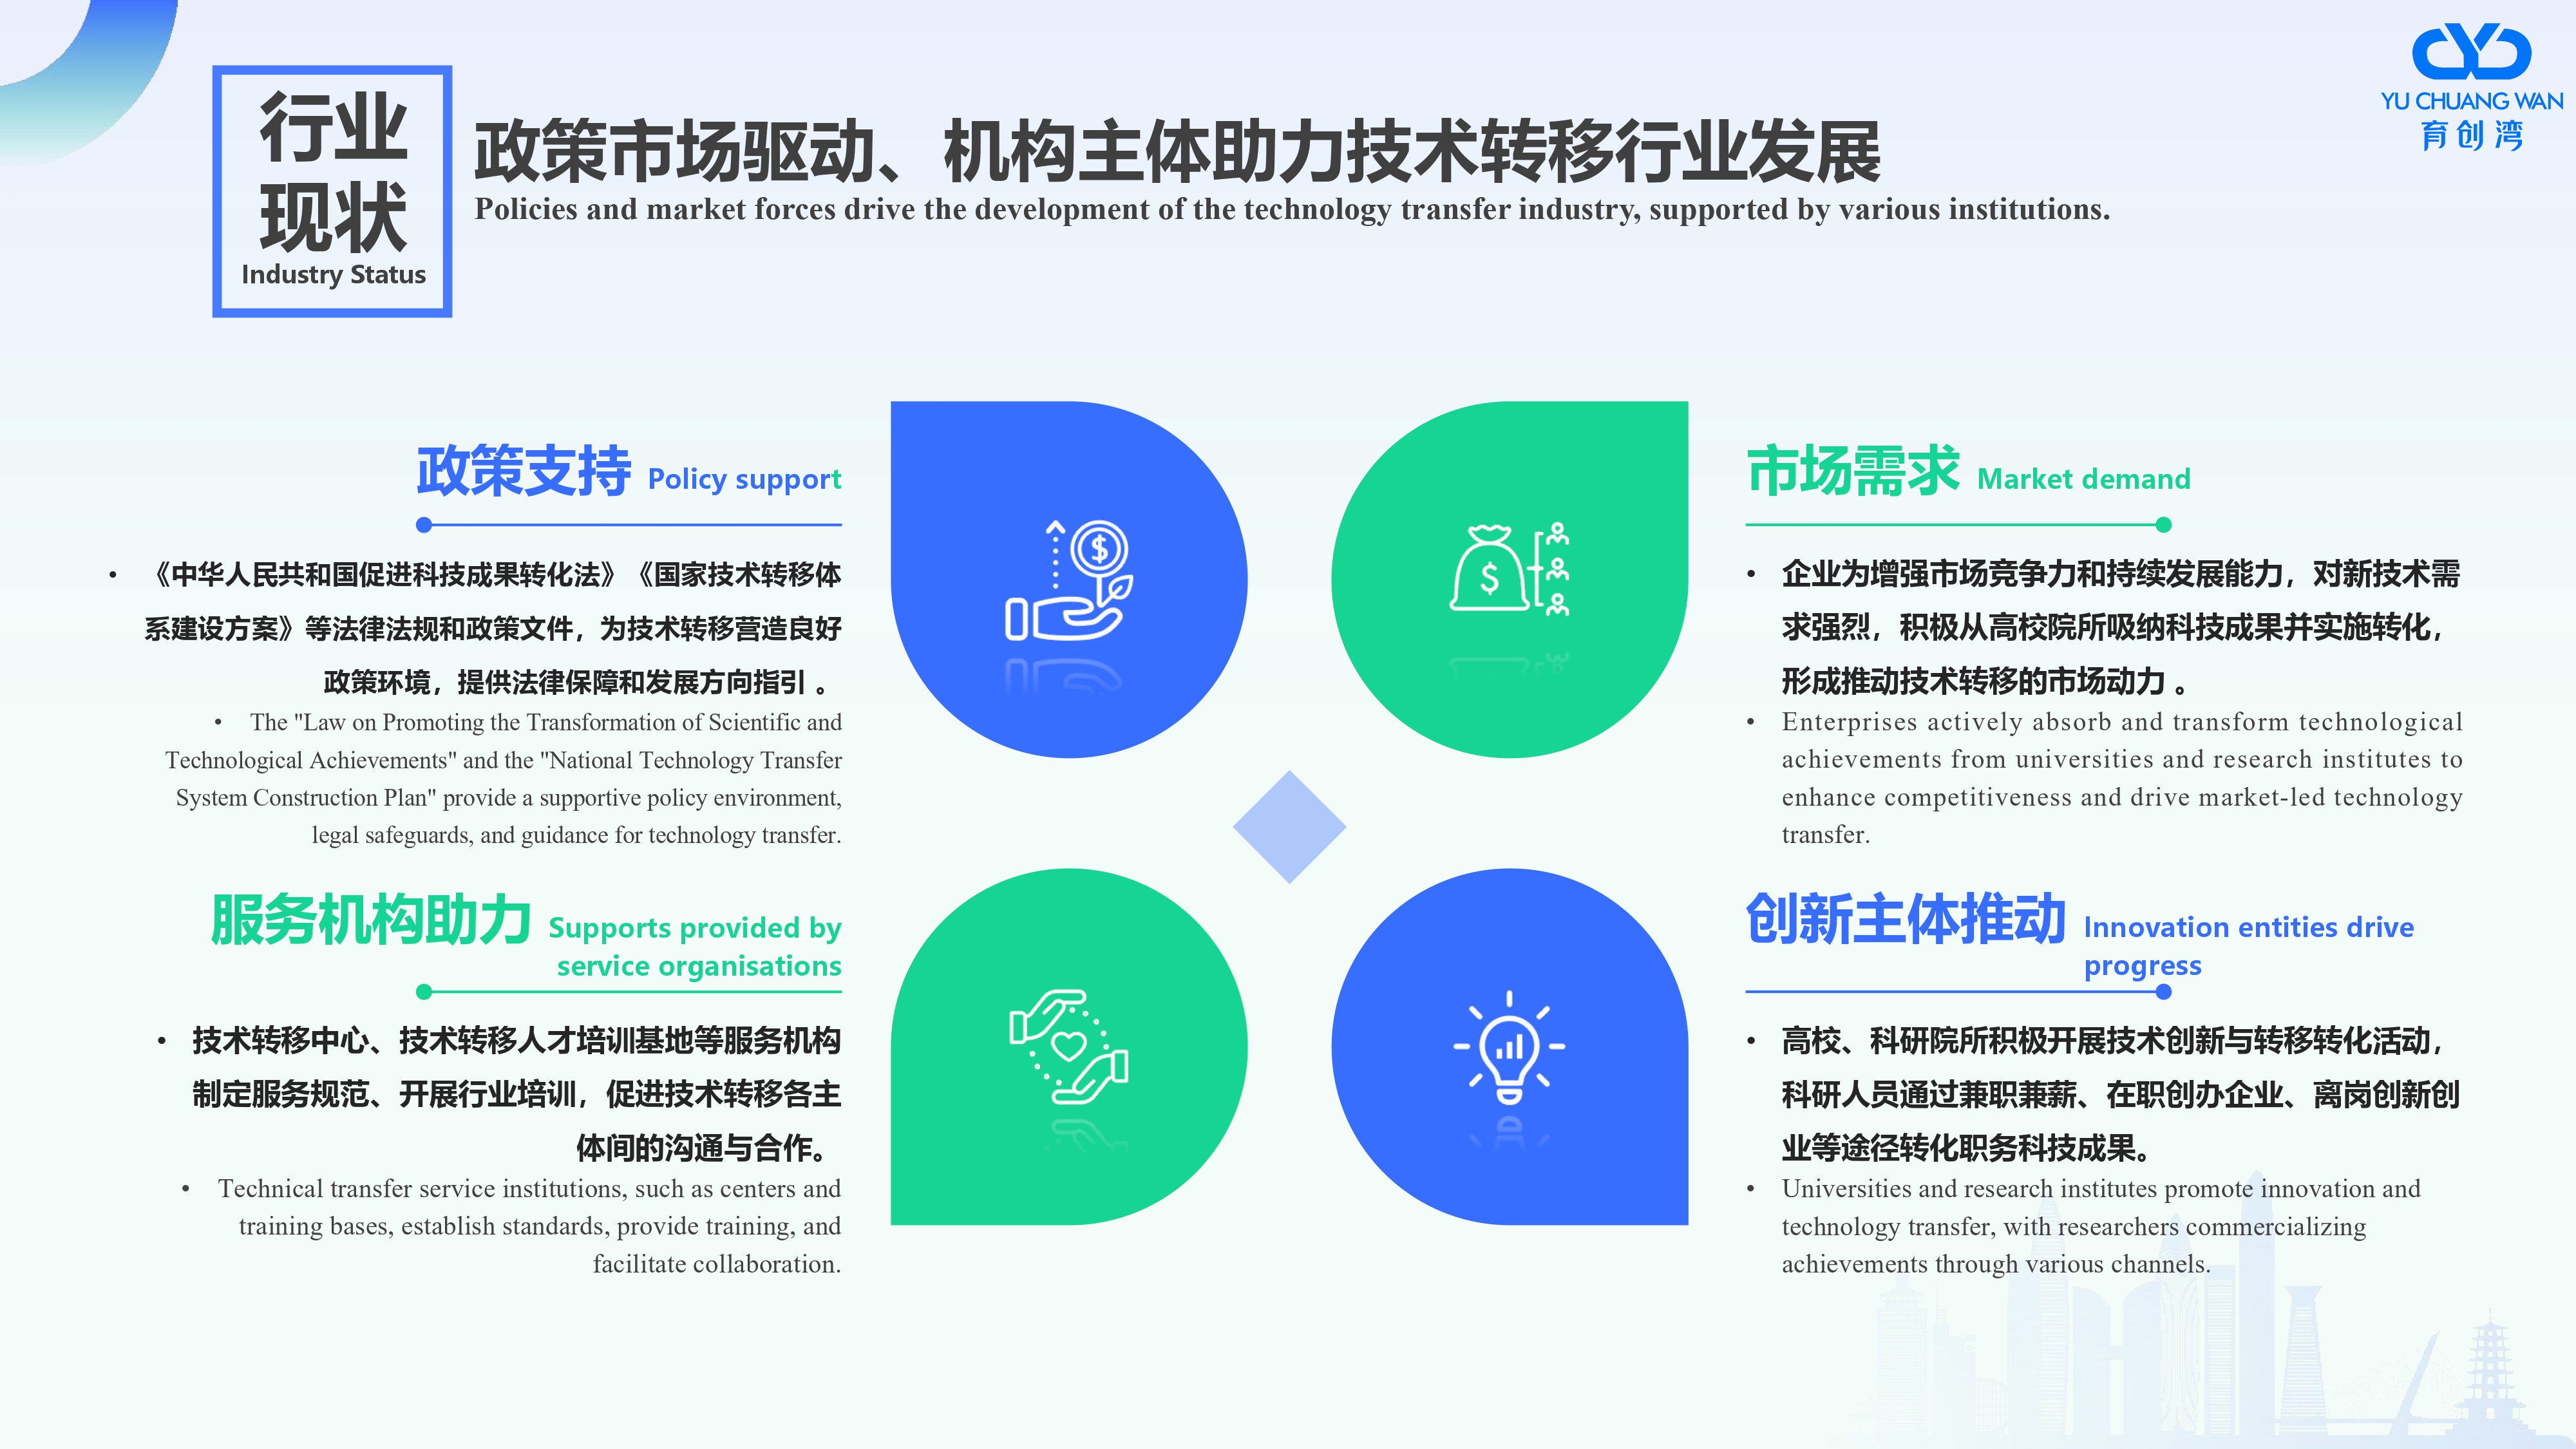 行业
现状
Industry Status
政策市场驱动、机构主体助力技术转移行业发展
Policies and market forces drive the development of the technology transfer industry, supported by various institutions.
YU CHUANG WAN
育创湾
政策支持 Policy support
• 《中华人民共和国促进科技成果转化法》《国家技术转移体
系建设方案》等法律法规和政策文件，为技术转移营造良好
政策环境，提供法律保障和发展方向指引 。
• The "Law on Promoting the Transformation of Scientific and
Technological Achievements" and the "National Technology Transfer
System Construction Plan" provide a supportive policy environment,
legal safeguards, and guidance for technology transfer.
市场需求 Market demand
• 企业为增强市场竞争力和持续发展能力，对新技术需
求强烈，积极从高校院所吸纳科技成果并实施转化，
形成推动技术转移的市场动力 。
• Enterprises actively absorb and transform technological
achievements from universities and research institutes to
enhance competitiveness and drive market-led technology
transfer.
服务机构助力 Supports provided by
service organisations
• 技术转移中心、技术转移人才培训基地等服务机构
制定服务规范、开展行业培训，促进技术转移各主
体间的沟通与合作。
• Technical transfer service institutions, such as centers and
training bases, establish standards, provide training, and
facilitate collaboration.
创新主体推动 Innovation entities drive
progress
• 高校、科研院所积极开展技术创新与转移转化活动，
科研人员通过兼职兼薪、在职创办企业、离岗创新创
业等途径转化职务科技成果。
• Universities and research institutes promote innovation and
technology transfer, with researchers commercializing
achievements through various channels.